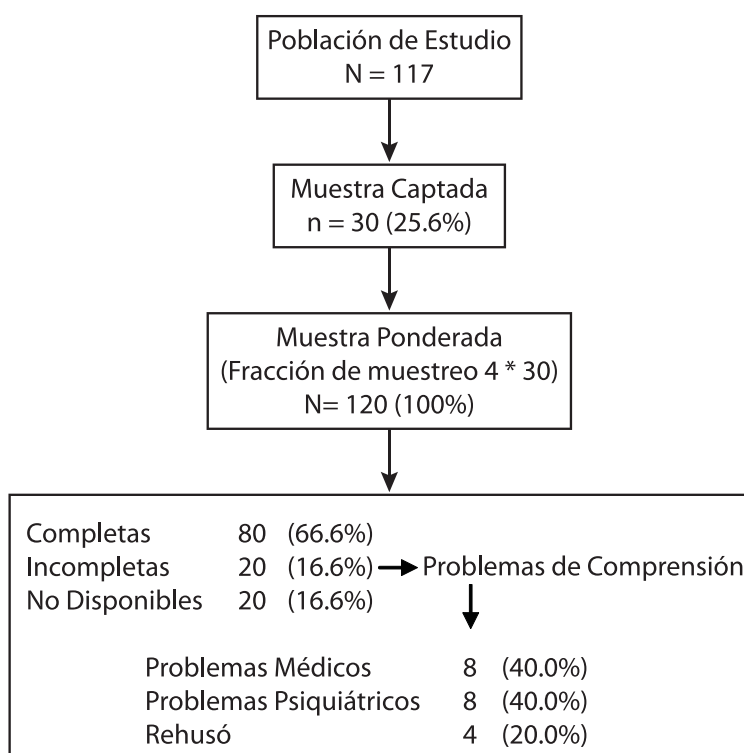 Población de Estudio
N = 117
Muestra Captada
n = 30 (25.6%)
Muestra Ponderada
(Fracción de muestreo 4 * 30)
N= 120 (100%)
Completas 80 (66.6%)
Incompletas 20 (16.6%) Problemas de Comprensión
No Disponibles 20 (16.6%)
Problemas Médicos 8 (40.0%)
Problemas Psiquiátricos 8 (40.0%)
Rehusó 4 (20.0%)